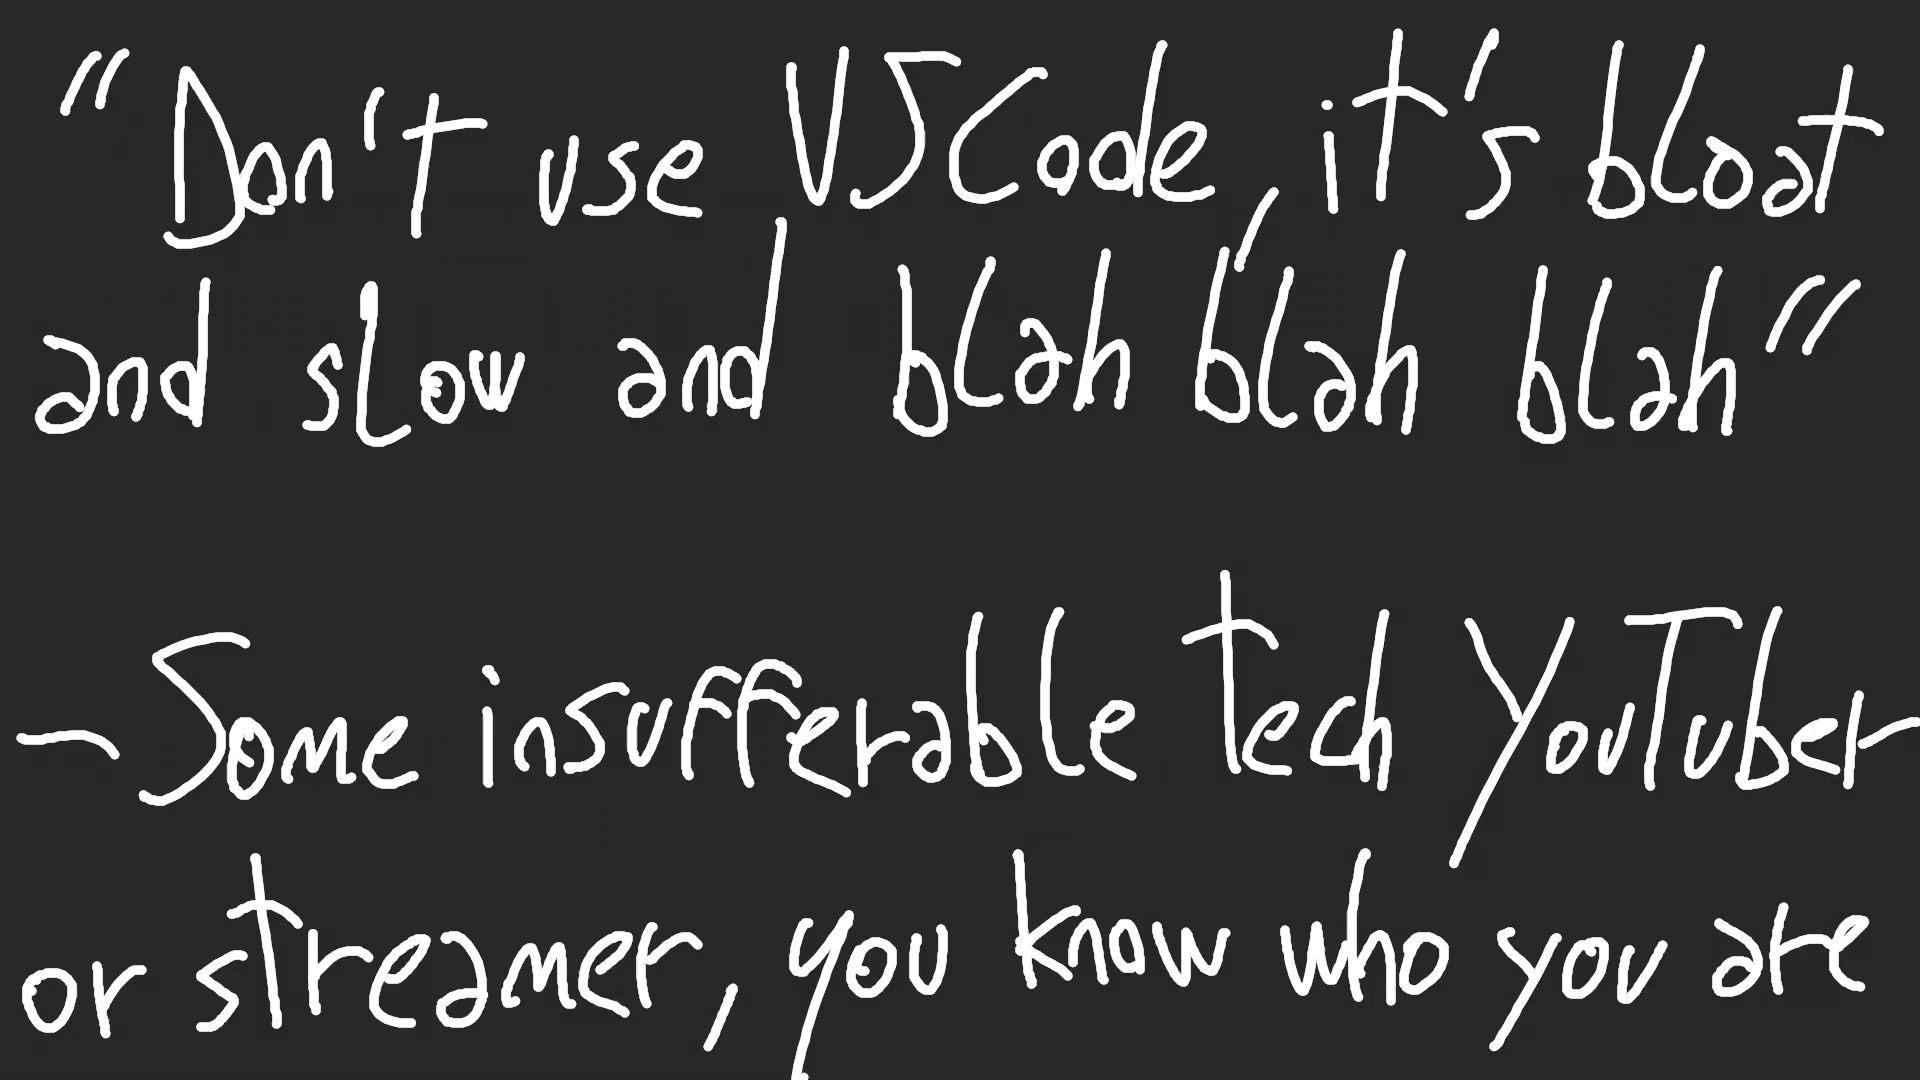 "Don't use VSCode, it's bloat
and slow and blah blah blah"
-Some insufferable tech YouTuber
or streamer, you know who you are